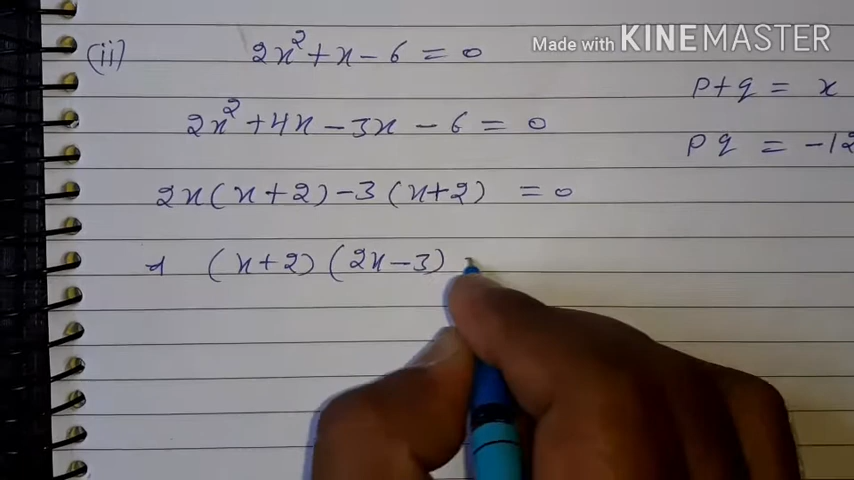 Made with KINEMASTER
(ii) 2x² + x - 6 = 0
p+q = x
2x² + 4x - 3x - 6 = 0
pq = -12
2x(x+2) - 3(x+2) = 0
(x+2)(2x-3)